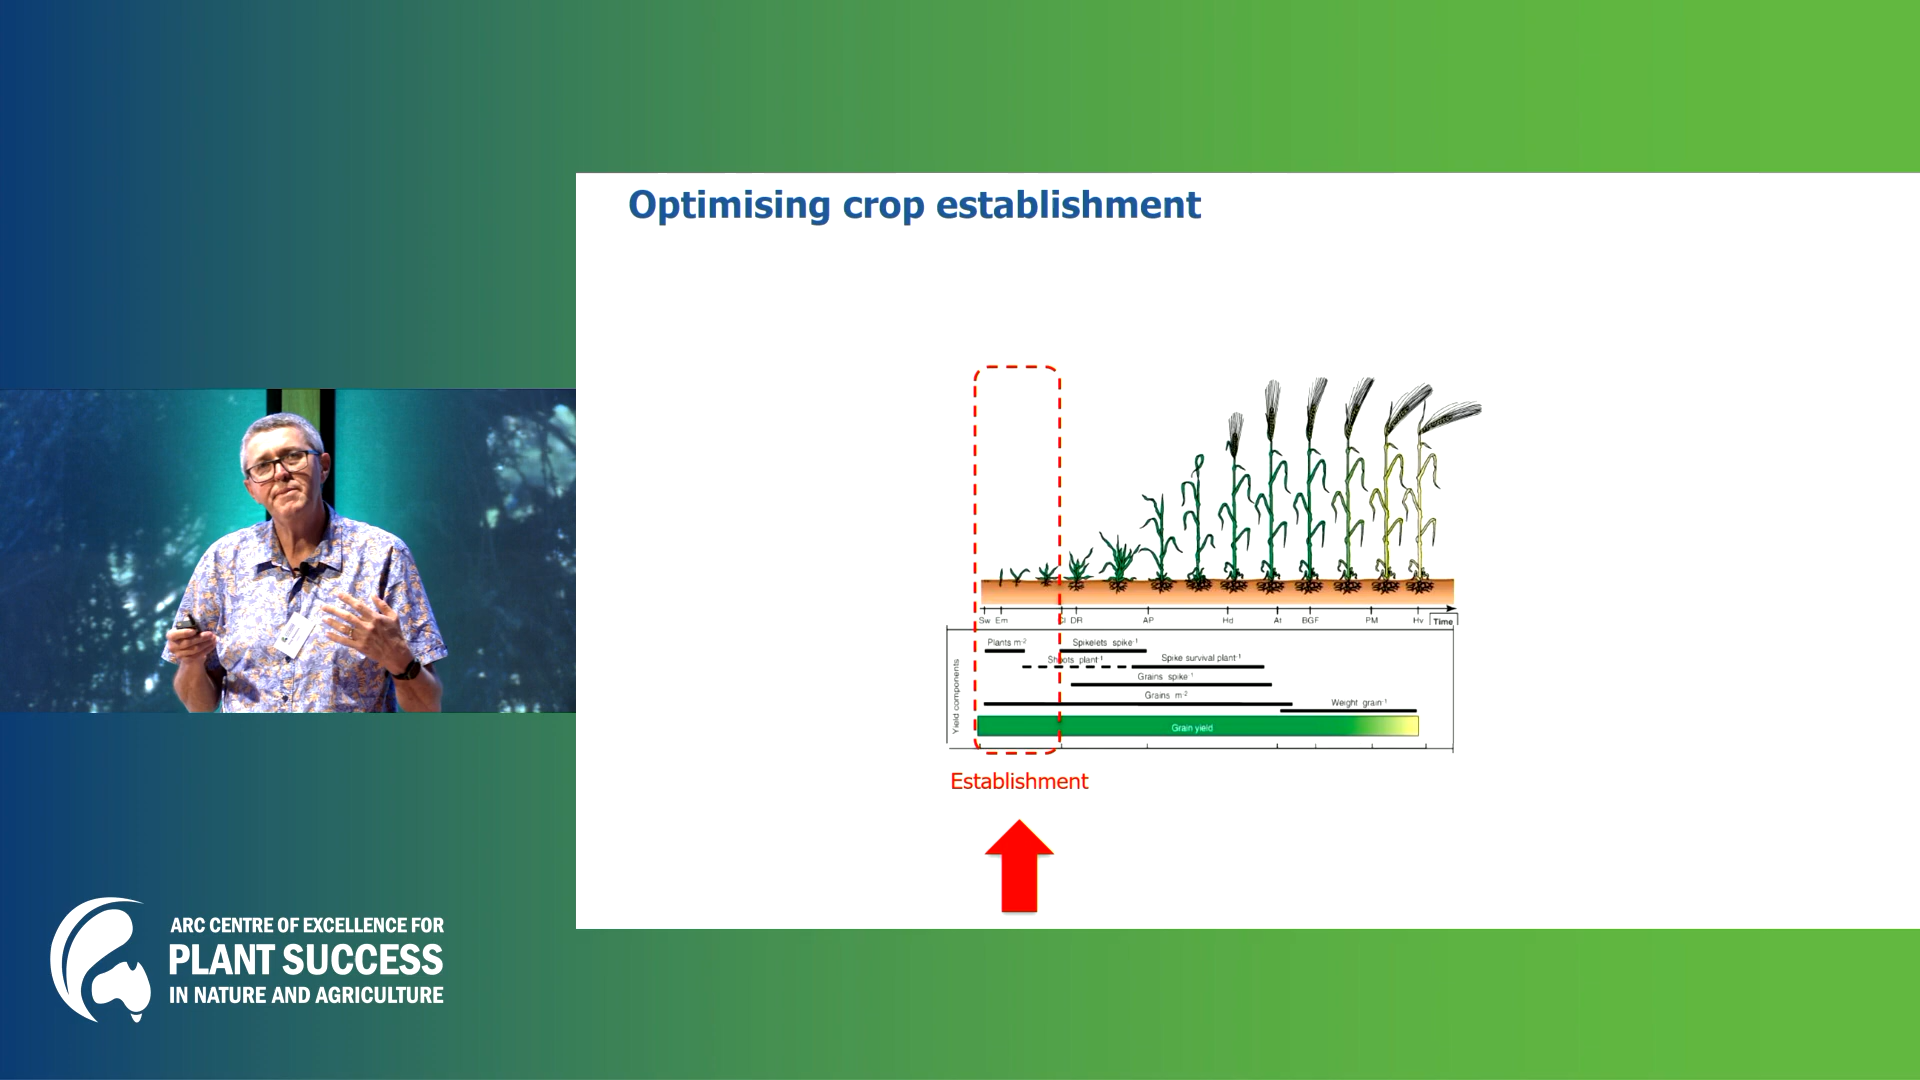 Optimising crop establishment
Sw Em CI DR AP Hd At BGF PM Hv Time
Yield components
Plants m-2 Spikelets spike-1
Shoots plant-1 Spike survival plant-1
Grains spike-1
Grains m-2 Weight grain-1
Grain yield
Establishment
ARC CENTRE OF EXCELLENCE FOR
PLANT SUCCESS
IN NATURE AND AGRICULTURE